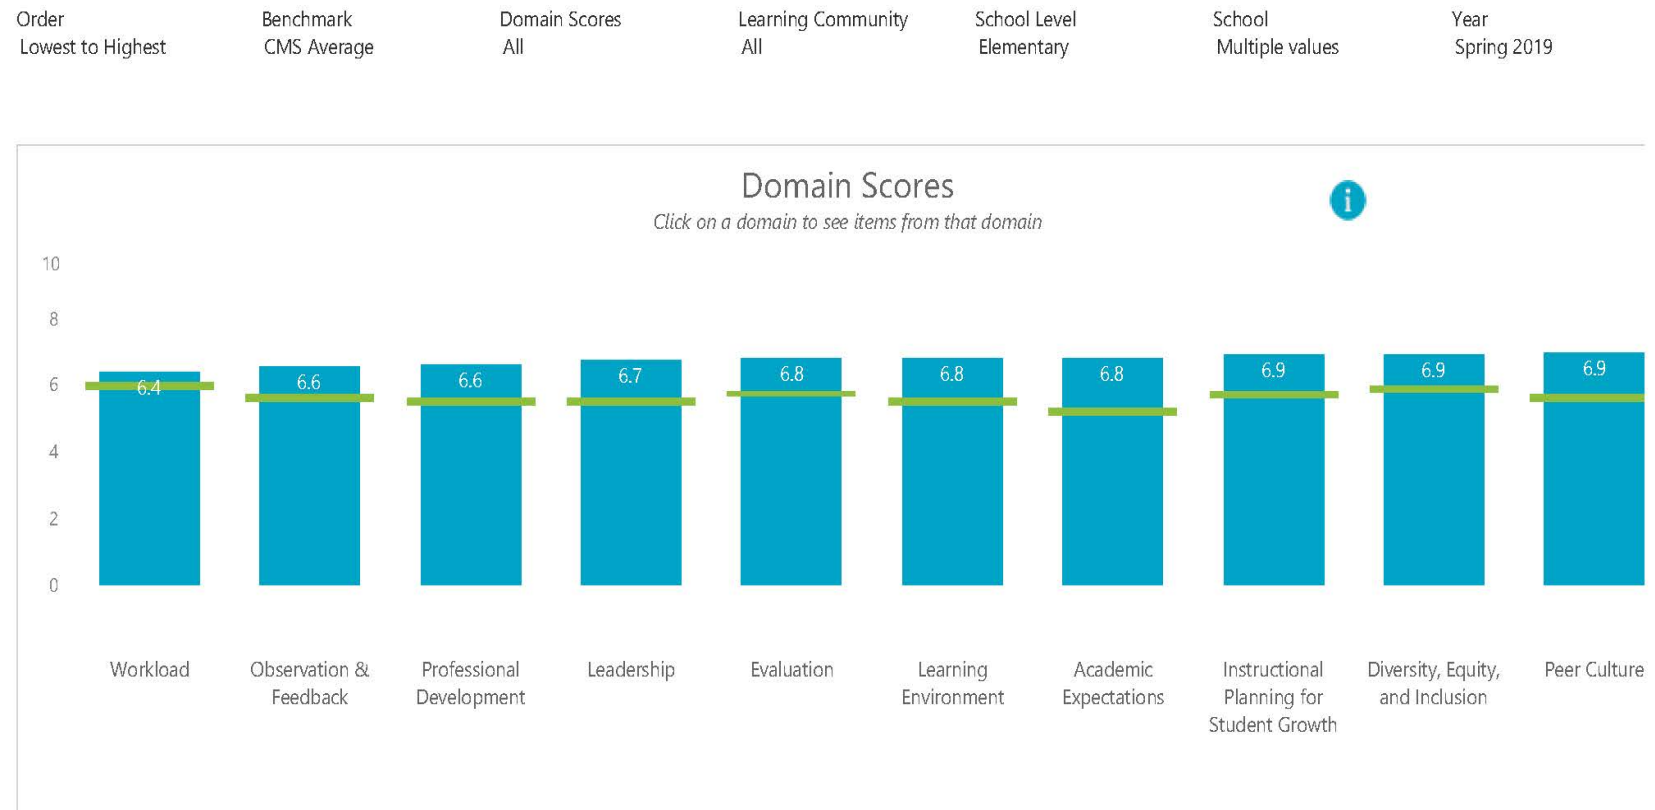 Order Benchmark Domain Scores Learning Community School Level School Year
Lowest to Highest CMS Average All All Elementary Multiple values Spring 2019
Domain Scores
i
Click on a domain to see items from that domain
10
8
6
4
2
0
6.4 6.6 6.6 6.7 6.8 6.8 6.8 6.9 6.9 6.9
Workload Observation & Professional Leadership Evaluation Learning Academic Instructional Diversity, Equity, Peer Culture
Feedback Development Environment Expectations Planning for and Inclusion
Student Growth